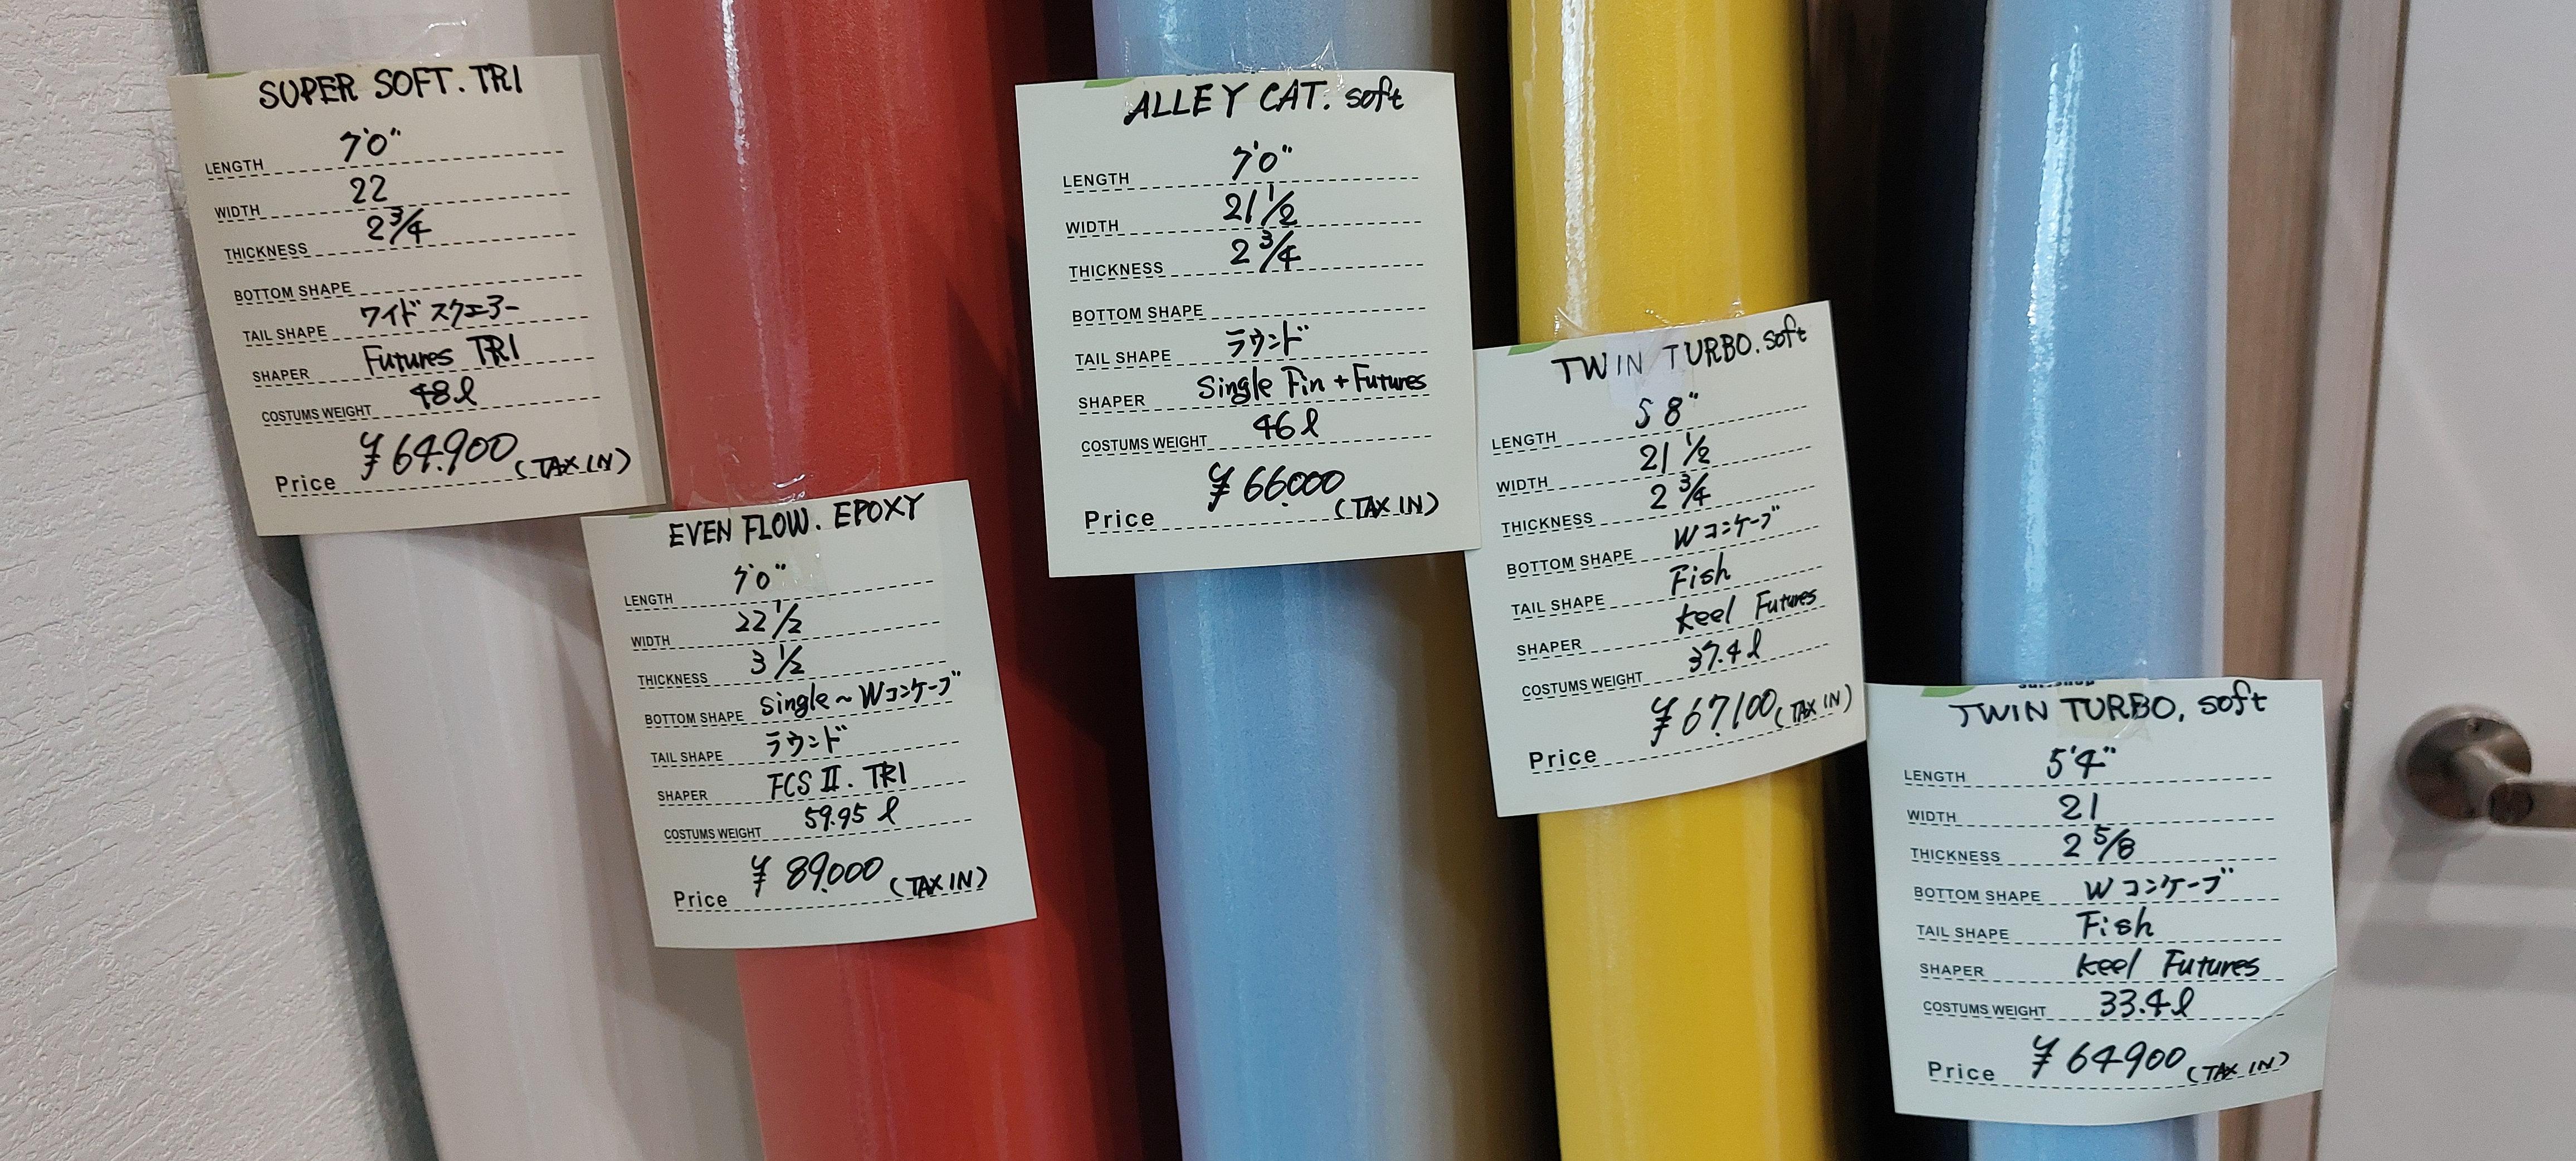 SUPER SOFT. TRI
LENGTH 7'0"
WIDTH 22
THICKNESS 2 3/4
BOTTOM SHAPE
TAIL SHAPE ワイドスクエアー
SHAPER Futures TRI
COSTUMS WEIGHT 48ℓ
Price ¥64.900 (TAX IN)
EVEN FLOW. EPOXY
LENGTH 7'0"
WIDTH 22 1/2
THICKNESS 3 1/2
BOTTOM SHAPE Single~Wコンケーブ
TAIL SHAPE ラウンド
SHAPER FCS II. TRI
COSTUMS WEIGHT 59.95 ℓ
Price ¥89.000 (TAX IN)
ALLEY CAT. soft
LENGTH 7'0"
WIDTH 21 1/2
THICKNESS 2 3/4
BOTTOM SHAPE
TAIL SHAPE ラウンド
SHAPER Single Fin + Futures
COSTUMS WEIGHT 46ℓ
Price ¥66.000 (TAX IN)
TWIN TURBO. soft
LENGTH 5 8"
WIDTH 21 1/2
THICKNESS 2 3/4
BOTTOM SHAPE Wコンケーブ
TAIL SHAPE Fish
SHAPER keel Futures
COSTUMS WEIGHT 37.4ℓ
Price ¥67.100 (TAX IN)
TWIN TURBO. soft
LENGTH 5'4"
WIDTH 21
THICKNESS 2 5/8
BOTTOM SHAPE Wコンケーブ
TAIL SHAPE Fish
SHAPER keel Futures
COSTUMS WEIGHT 33.4ℓ
Price ¥64900 (TAX IN)